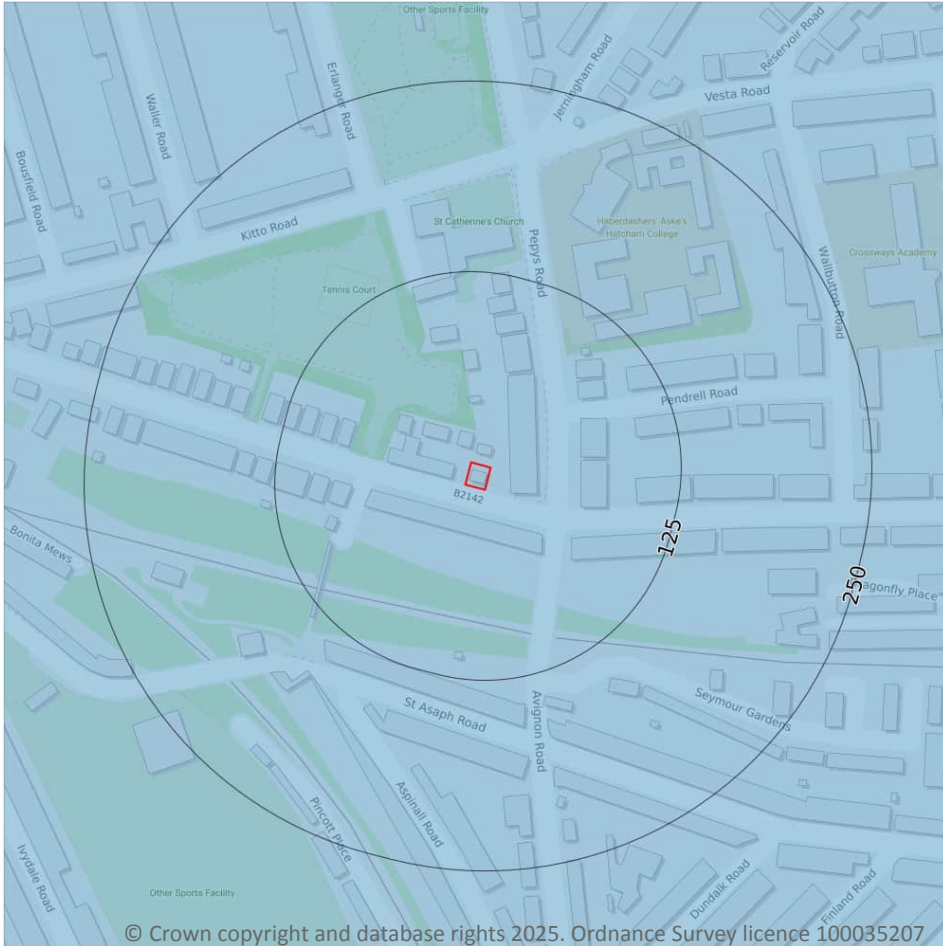 Other Sports Facility
Reservoir Road
Jerningham Road
Erlanger Road
Vesta Road
Waller Road
Bousfield Road
St Catherine's Church
Haberdashers' Aske's
Hatcham College
Kitto Road
Pepys Road
Crossways Academy
Wallbutton Road
Tennis Court
Pendrell Road
B2142
125
Bonita Mews
250
agonfly Place
Seymour Gardens
St Asaph Road
Avignon Road
Aspinall Road
Pincott Place
Ivydale Road
Other Sports Facility
Dundalk Road
Finland Road
© Crown copyright and database rights 2025. Ordnance Survey licence 100035207